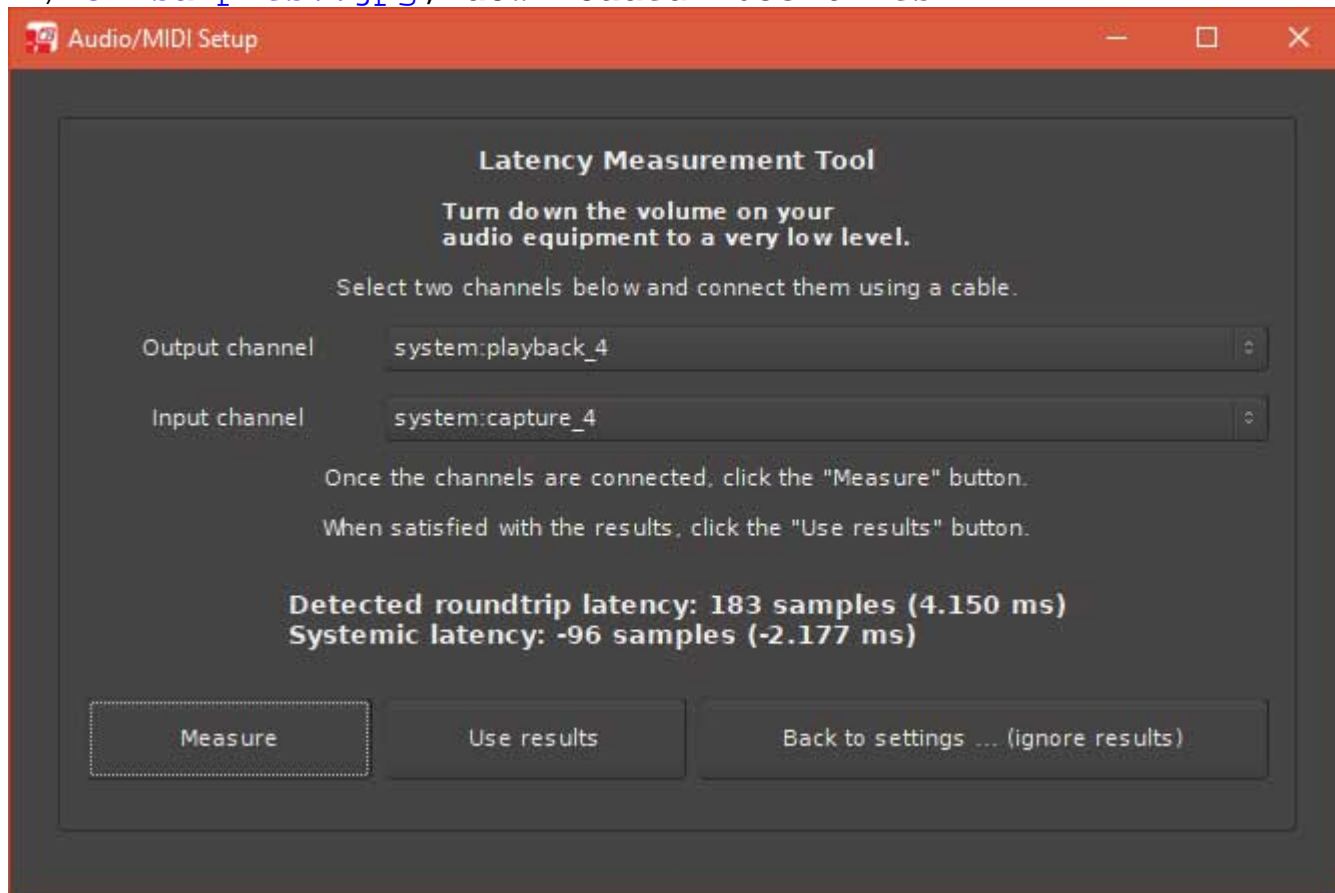 Audio/MIDI Setup
Latency Measurement Tool
Turn down the volume on your
audio equipment to a very low level.
Select two channels below and connect them using a cable.
Output channel system:playback_4
Input channel system:capture_4
Once the channels are connected, click the "Measure" button.
When satisfied with the results, click the "Use results" button.
Detected roundtrip latency: 183 samples (4.150 ms)
Systemic latency: -96 samples (-2.177 ms)
Measure Use results Back to settings ... (ignore results)